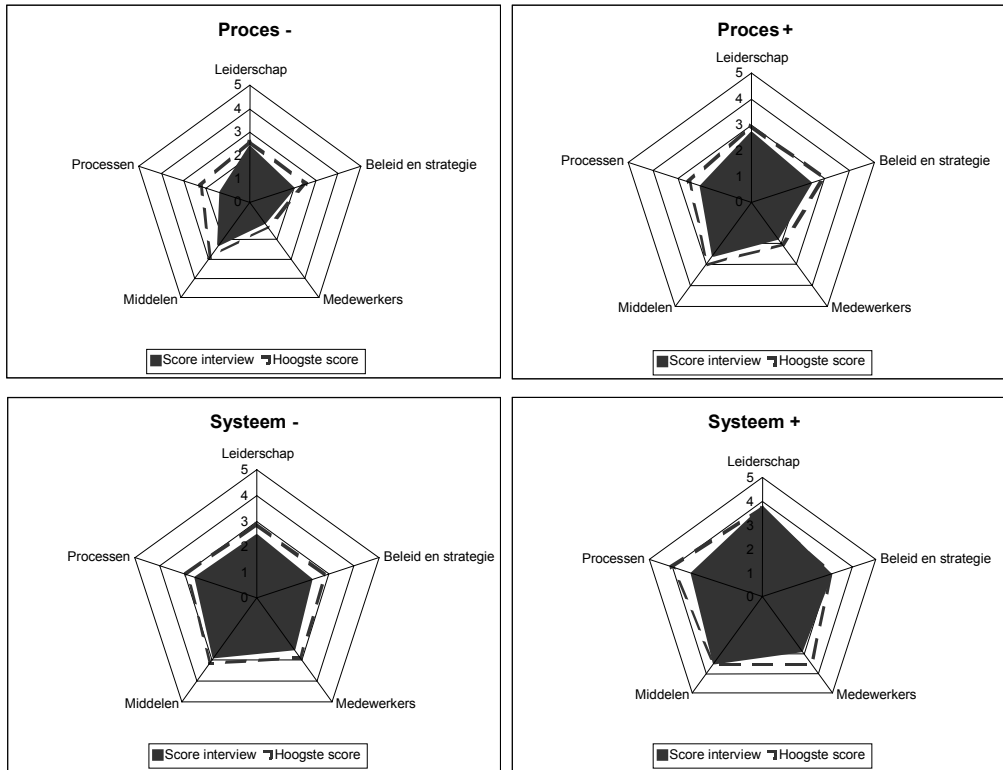 Proces -
Leiderschap
5
4
3
2
1
0
Processen
Beleid en strategie
Middelen
Medewerkers
Score interview Hoogste score
Proces +
Leiderschap
5
4
3
2
1
0
Processen
Beleid en strategie
Middelen
Medewerkers
Score interview Hoogste score
Systeem -
Leiderschap
5
4
3
2
1
0
Processen
Beleid en strategie
Middelen
Medewerkers
Score interview Hoogste score
Systeem +
Leiderschap
5
4
3
2
1
0
Processen
Beleid en strategie
Middelen
Medewerkers
Score interview Hoogste score